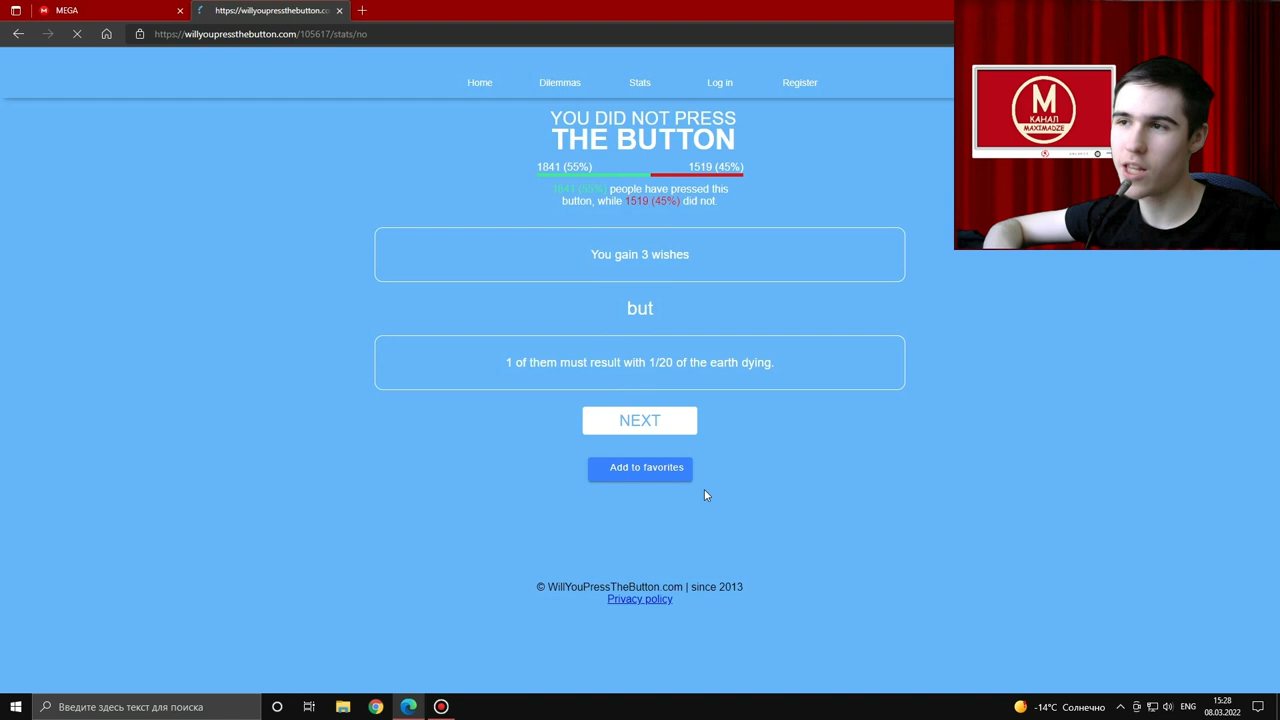 MEGA
https://willyoupressthebutton.co
https://willyoupressthebutton.com/105617/stats/no
Home
Dilemmas
Stats
Log in
Register
М
КАНАЛ
MAXIMADZE
YOU DID NOT PRESS
THE BUTTON
1841 (55%)
1519 (45%)
1841 (55%) people have pressed this
button, while 1519 (45%) did not.
You gain 3 wishes
but
1 of them must result with 1/20 of the earth dying.
NEXT
Add to favorites
© WillYouPressTheButton.com | since 2013
Privacy policy
Введите здесь текст для поиска
-14°C Солнечно
ENG
15:28
08.03.2022